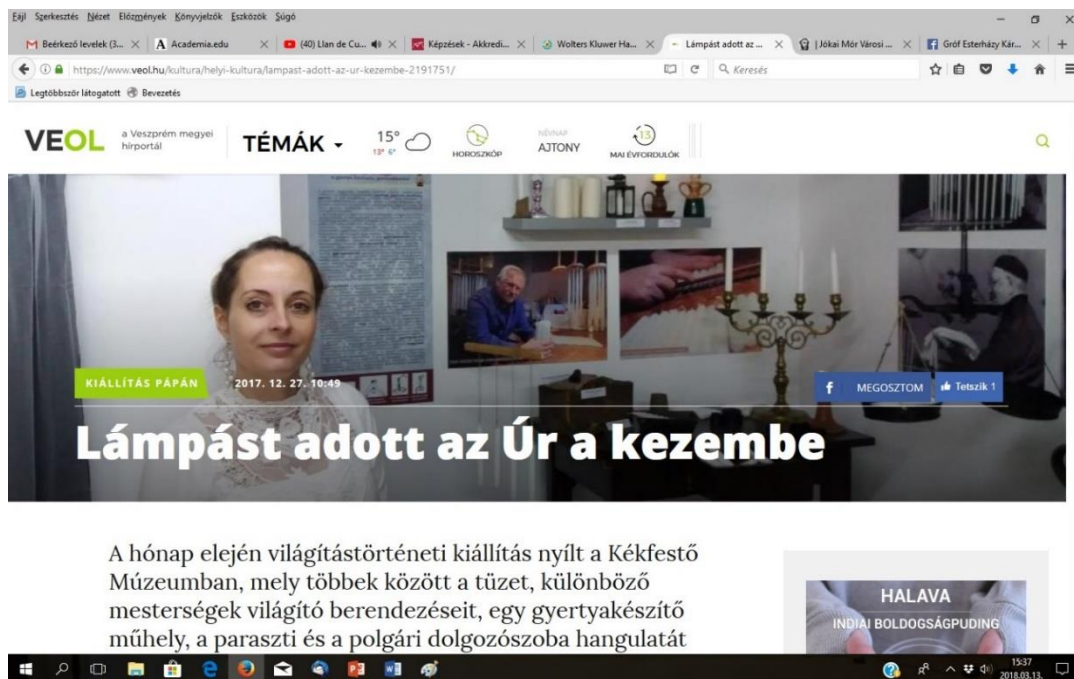 Fájl Szerkesztés Nézet Előzmények Könyvjelzők Eszközök Súgó
Beérkező levelek (3... Academia.edu (40) Llan de Cu... Képzések - Akkredi... Wolters Kluwer Ha... Lámpást adott az ... | Jókai Mór Városi ... Gróf Esterházy Kár...
https://www.veol.hu/kultura/helyi-kultura/lampast-adott-az-ur-kezembe-2191751/ Keresés
Legtöbbször látogatott Bevezetés
VEOL a Veszprém megyei hírportál TÉMÁK 15° 13° 6° HOROSZKÓP NÉVNAP AJTONY 13 MAI ÉVFORDULÓK
KIÁLLÍTÁS PÁPÁN 2017. 12. 27. 10:49 f MEGOSZTOM Tetszik 1
Lámpást adott az Úr a kezembe
A hónap elején világítástörténeti kiállítás nyílt a Kékfestő
Múzeumban, mely többek között a tüzet, különböző
mesterségek világító berendezéseit, egy gyertyakészítő
műhely, a paraszti és a polgári dolgozószoba hangulatát
HALAVA
INDIAI BOLDOGSÁGPUDING
15:37
2018.03.13.